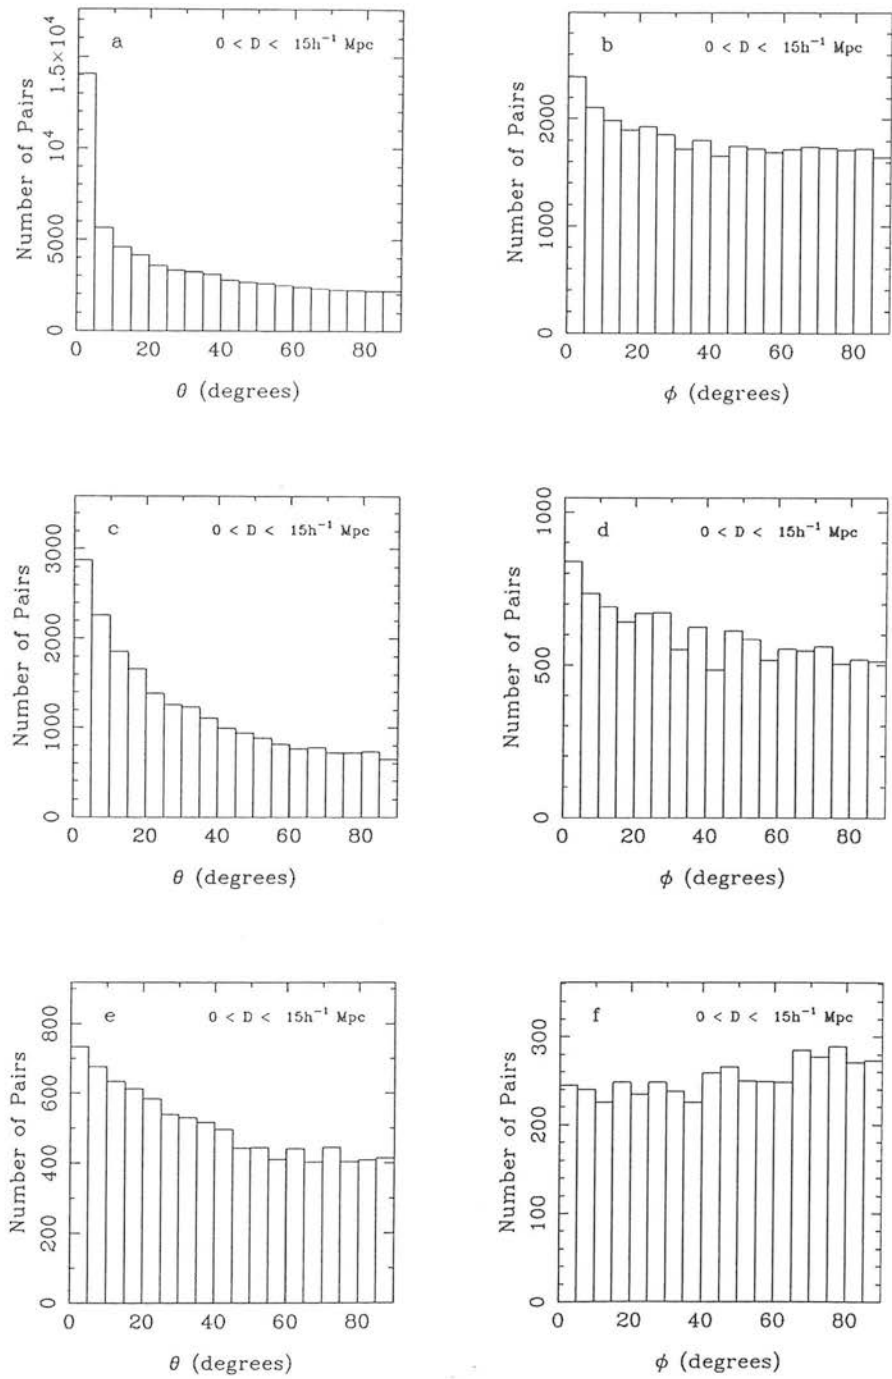 a 0 < D < 15h⁻¹ Mpc
Number of Pairs
0 5000 10⁴ 1.5×10⁴
20 40 60 80
θ (degrees)
b 0 < D < 15h⁻¹ Mpc
Number of Pairs
0 1000 2000
0 20 40 60 80
φ (degrees)
c 0 < D < 15h⁻¹ Mpc
Number of Pairs
0 1000 2000 3000
0 20 40 60 80
θ (degrees)
d 0 < D < 15h⁻¹ Mpc
Number of Pairs
0 500 1000
0 20 40 60 80
φ (degrees)
e 0 < D < 15h⁻¹ Mpc
Number of Pairs
0 200 400 600 800
0 20 40 60 80
θ (degrees)
f 0 < D < 15h⁻¹ Mpc
Number of Pairs
0 100 200 300
0 20 40 60 80
φ (degrees)